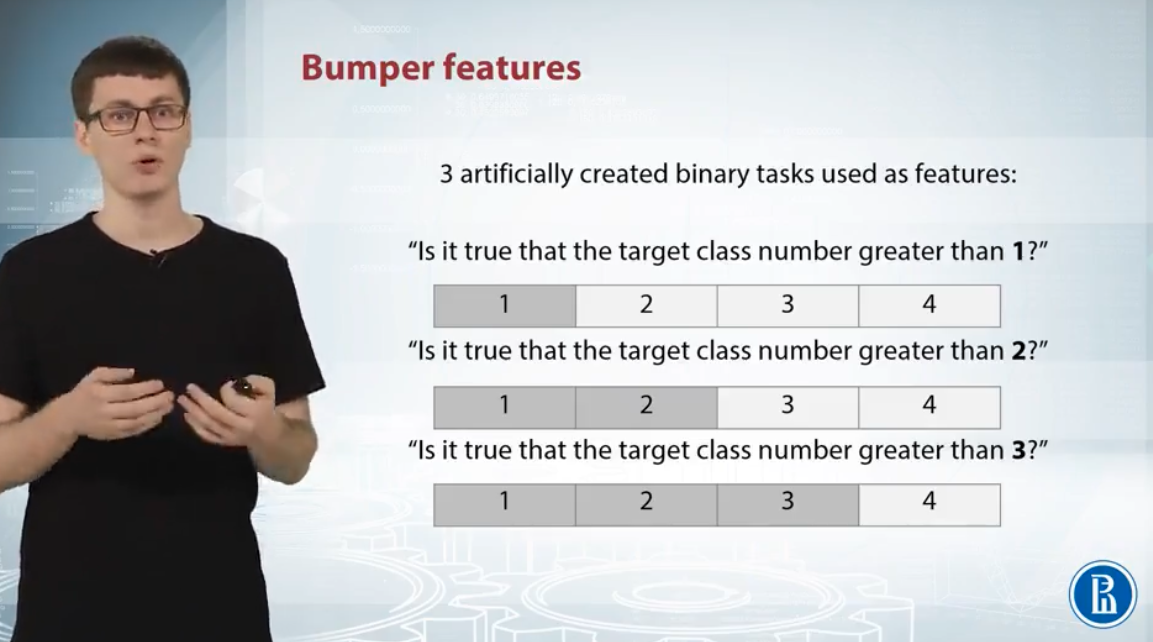 Bumper features
3 artificially created binary tasks used as features:
“Is it true that the target class number greater than 1?”
1 2 3 4
“Is it true that the target class number greater than 2?”
1 2 3 4
“Is it true that the target class number greater than 3?”
1 2 3 4